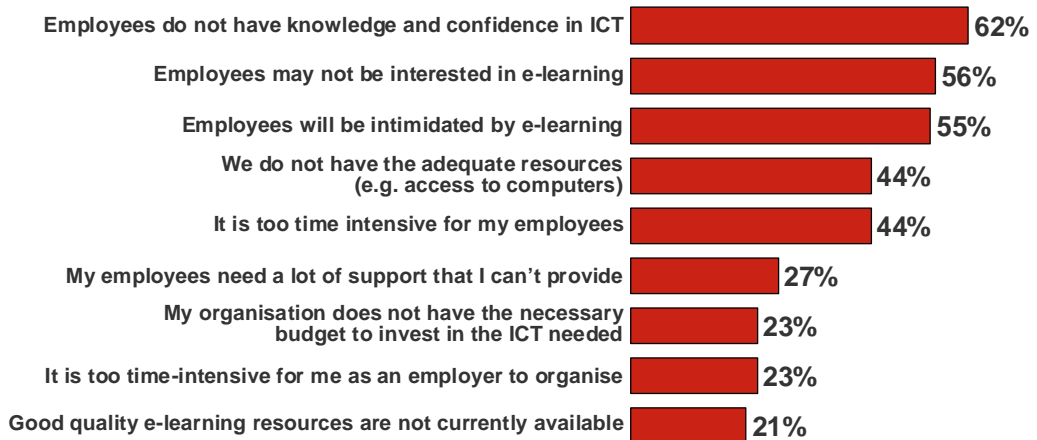 Employees do not have knowledge and confidence in ICT 62%
Employees may not be interested in e-learning 56%
Employees will be intimidated by e-learning 55%
We do not have the adequate resources
(e.g. access to computers) 44%
It is too time intensive for my employees 44%
My employees need a lot of support that I can’t provide 27%
My organisation does not have the necessary
budget to invest in the ICT needed 23%
It is too time-intensive for me as an employer to organise 23%
Good quality e-learning resources are not currently available 21%